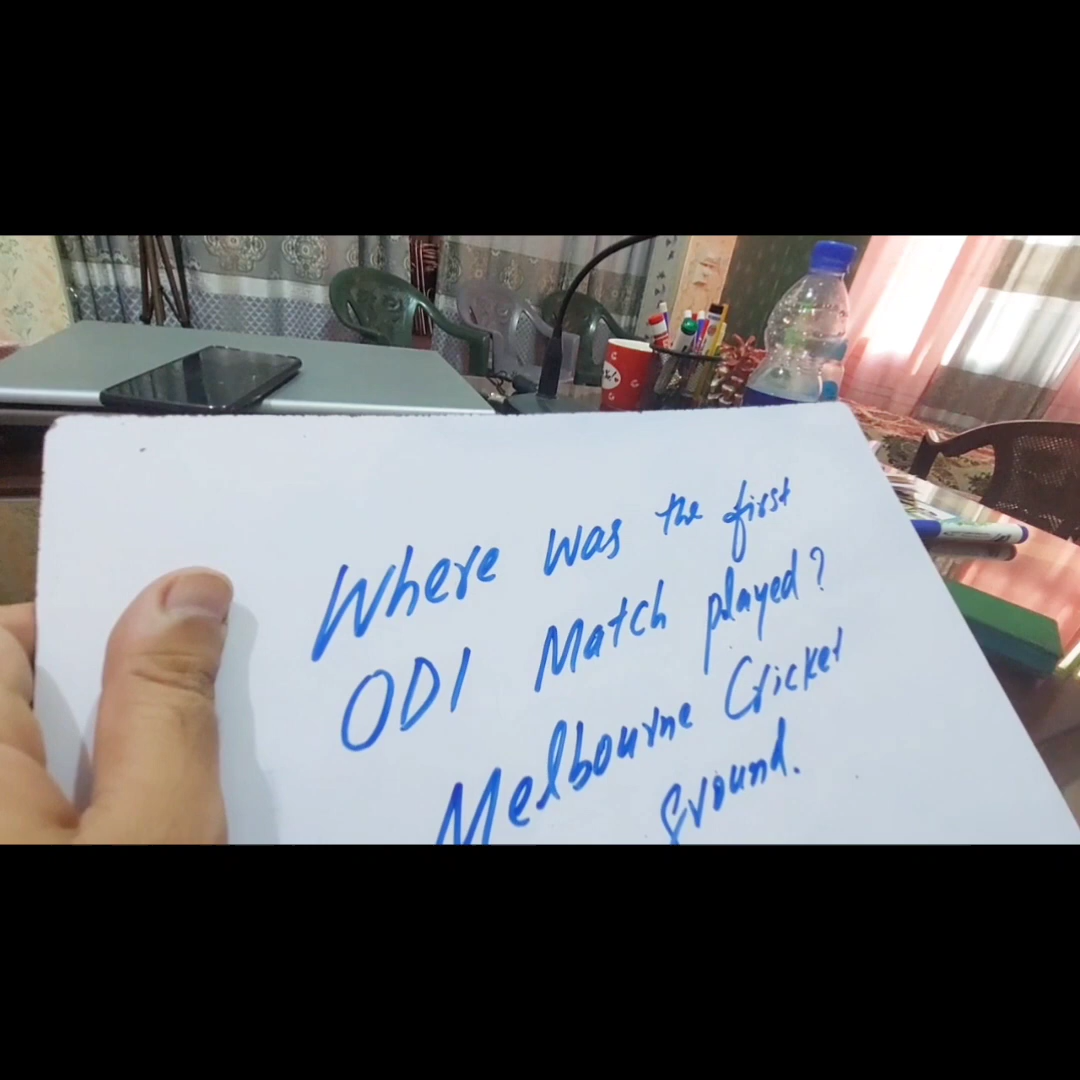 Where was the first
ODI Match played?
Melbourne Cricket
ground.